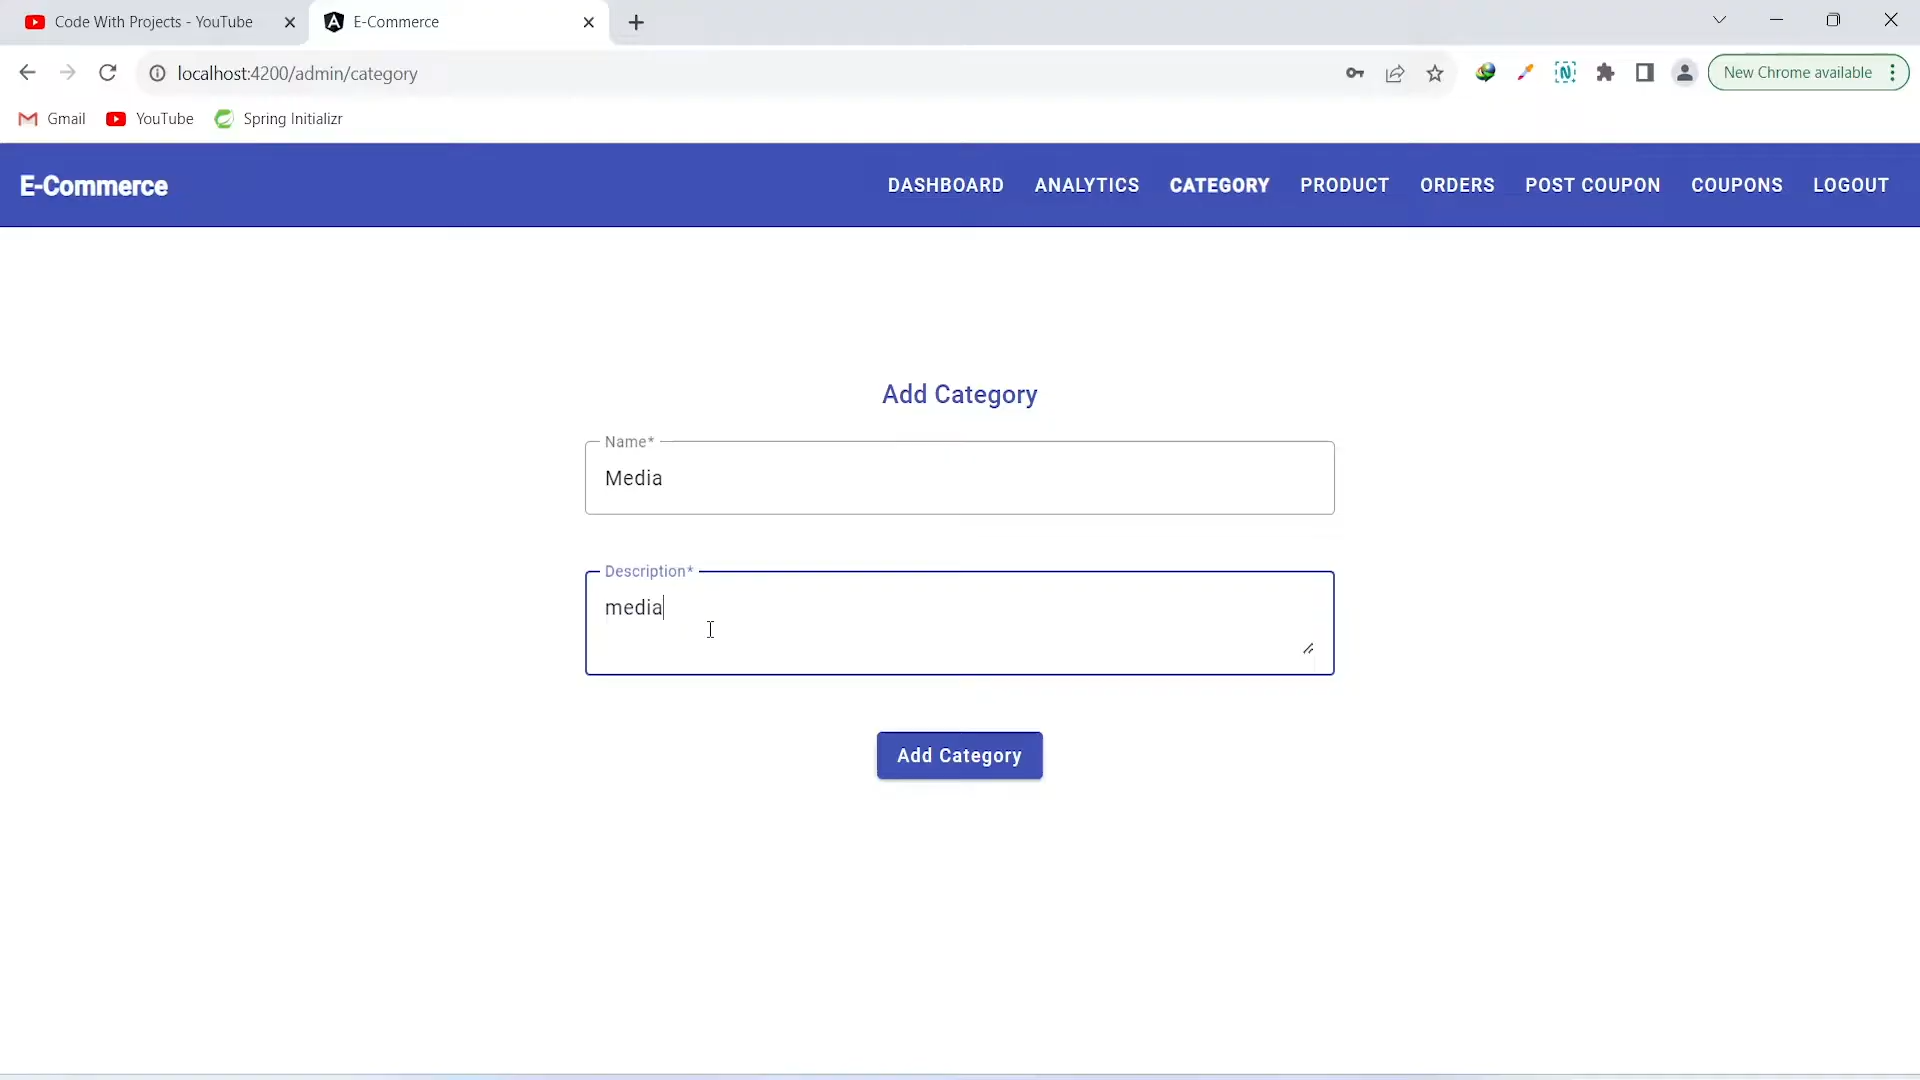 Code With Projects - YouTube
E-Commerce
localhost:4200/admin/category
New Chrome available
Gmail
YouTube
Spring Initializr
E-Commerce
DASHBOARD
ANALYTICS
CATEGORY
PRODUCT
ORDERS
POST COUPON
COUPONS
LOGOUT
Add Category
Name*
Media
Description*
media
Add Category